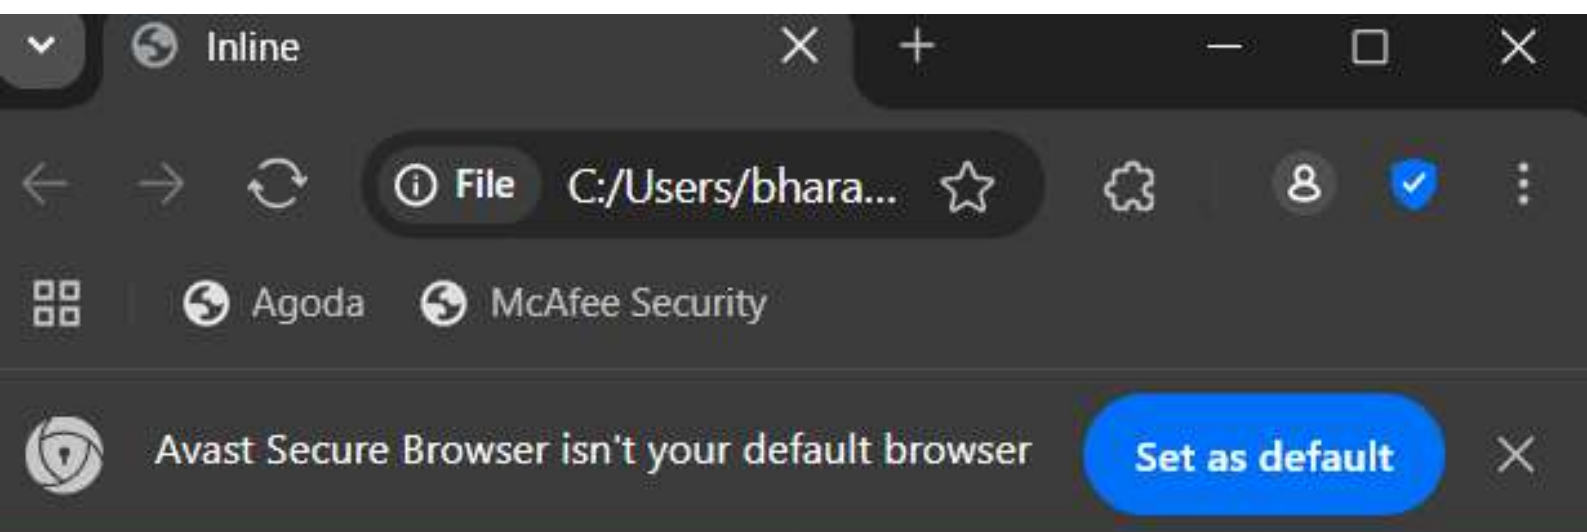 Inline
File C:/Users/bhara...
Agoda McAfee Security
Avast Secure Browser isn't your default browser Set as default